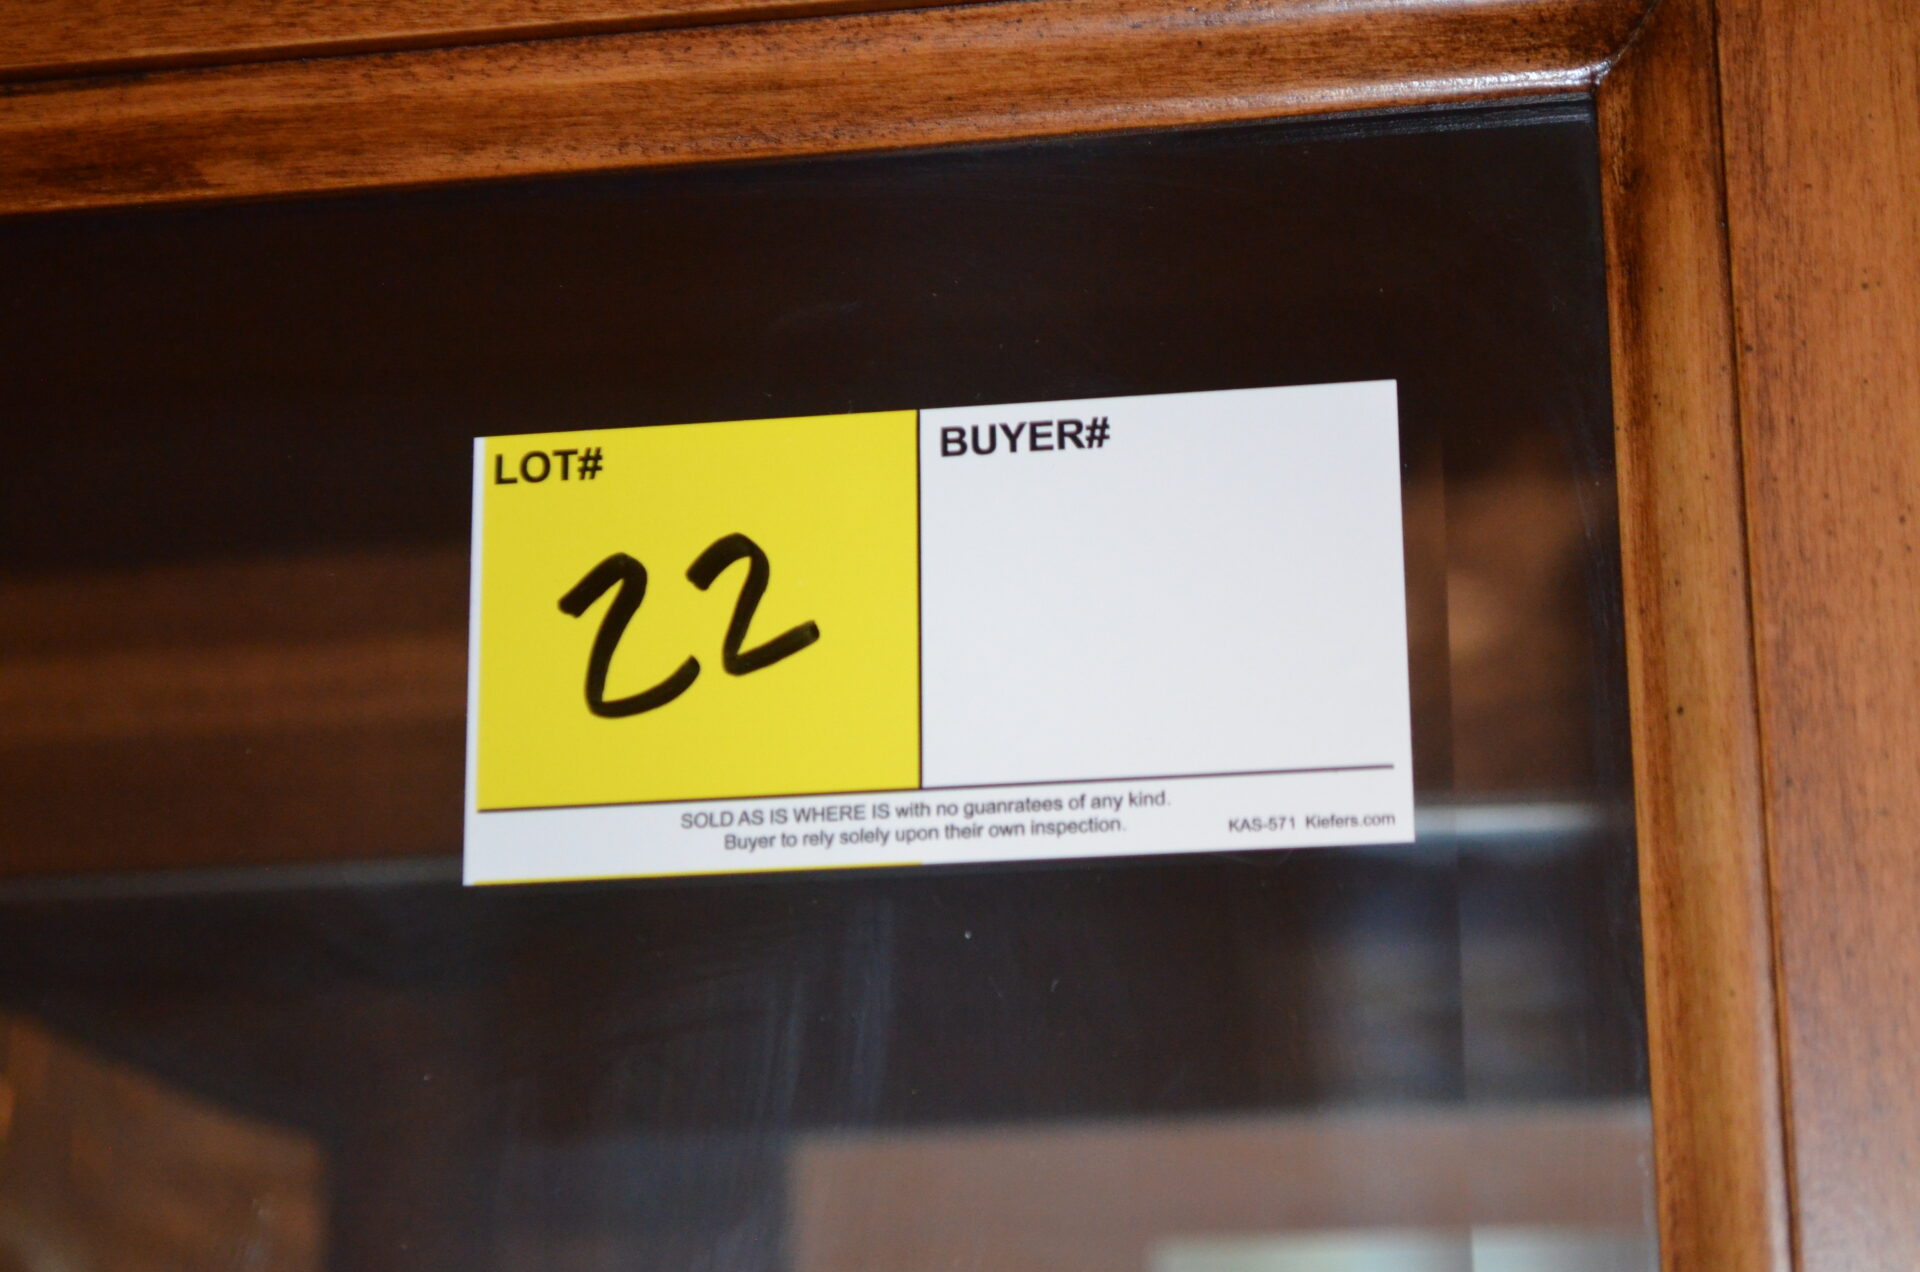 LOT#
22
BUYER#
SOLD AS IS WHERE IS with no guanratees of any kind.
Buyer to rely solely upon their own inspection.
KAS-571 Kiefers.com